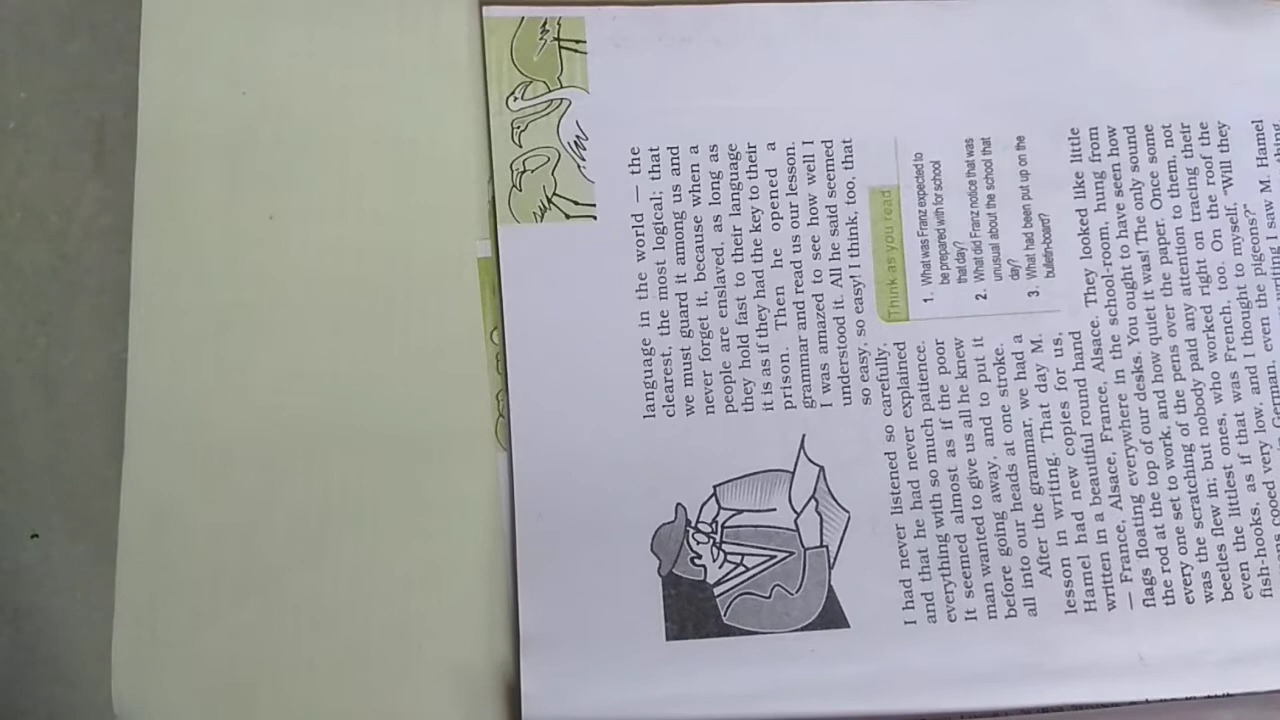 language in the world — the
clearest, the most logical; that
we must guard it among us and
never forget it, because when a
people are enslaved, as long as
they hold fast to their language
it is as if they had the key to their
prison. Then he opened a
grammar and read us our lesson.
I was amazed to see how well I
understood it. All he said seemed
so easy, so easy! I think, too, that
I had never listened so carefully,
and that he had never explained
everything with so much patience.
It seemed almost as if the poor
man wanted to give us all he knew
before going away, and to put it
all into our heads at one stroke.
After the grammar, we had a
lesson in writing. That day M.
Hamel had new copies for us,
written in a beautiful round hand
— France, Alsace, France, Alsace. They looked like little
flags floating everywhere in the school-room, hung from
the rod at the top of our desks. You ought to have seen how
every one set to work, and how quiet it was! The only sound
was the scratching of the pens over the paper. Once some
beetles flew in; but nobody paid any attention to them, not
even the littlest ones, who worked right on tracing their
fish-hooks, as if that was French, too. On the roof the
cooed very low, and I thought to myself, "Will they
German, even the pigeons?"
writing I saw M. Hamel
Think as you read
1. What was Franz expected to
be prepared with for school
that day?
2. What did Franz notice that was
unusual about the school that
day?
3. What had been put up on the
bulletin-board?